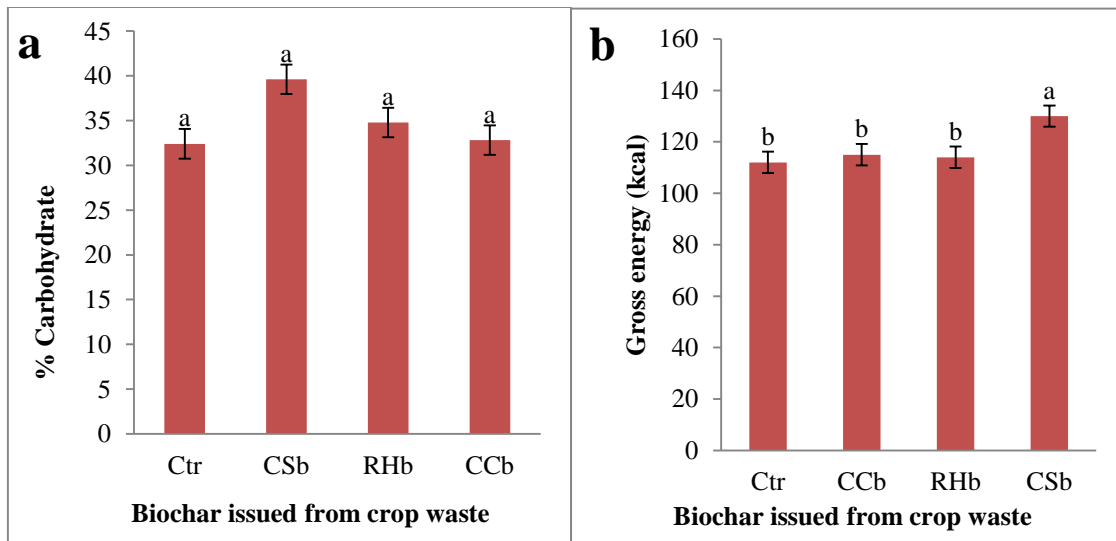 a
% Carbohydrate
45
40
35
30
25
20
15
10
5
0
a
a
a
a
Ctr CSb RHb CCb
Biochar issued from crop waste
b
Gross energy (kcal)
160
140
120
100
80
60
40
20
0
b
b
b
a
Ctr CCb RHb CSb
Biochar issued from crop waste